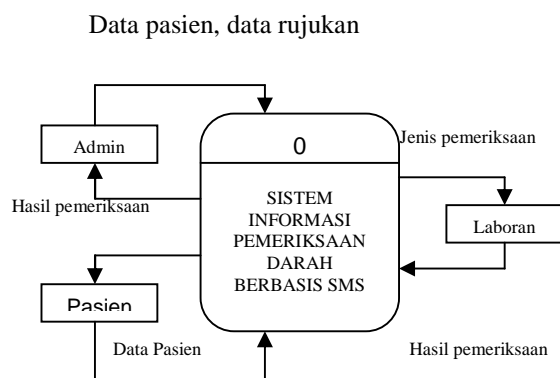 Data pasien, data rujukan
Admin
0
Jenis pemeriksaan
Hasil pemeriksaan
SISTEM
INFORMASI
PEMERIKSAAN
DARAH
BERBASIS SMS
Laboran
Pasien
Data Pasien
Hasil pemeriksaan